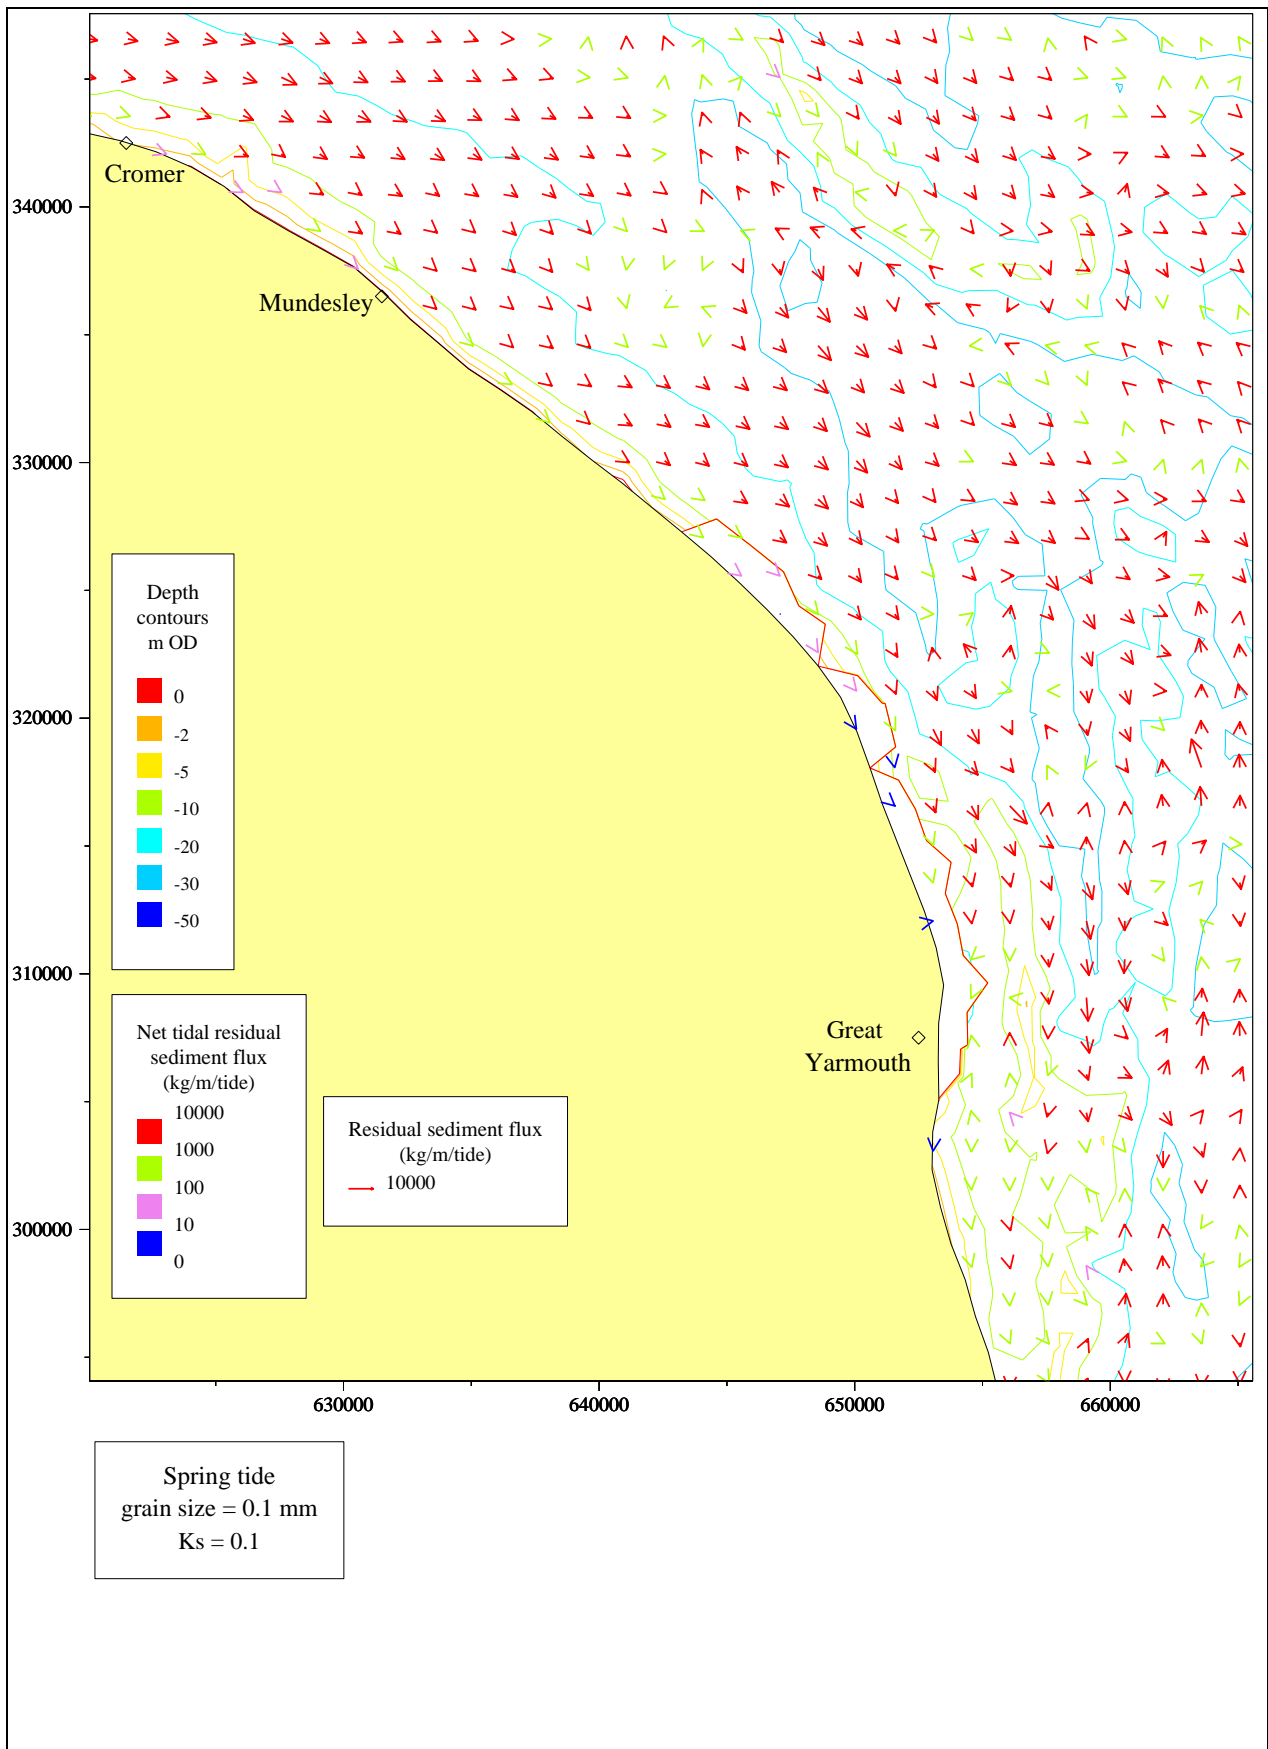 Cromer
340000
Mundesley
330000
Depth
contours
m OD
0
-2
-5
-10
-20
-30
-50
320000
310000
Great
Yarmouth
Net tidal residual
sediment flux
(kg/m/tide)
10000
1000
100
10
0
Residual sediment flux
(kg/m/tide)
10000
300000
630000
640000
650000
660000
Spring tide
grain size = 0.1 mm
Ks = 0.1